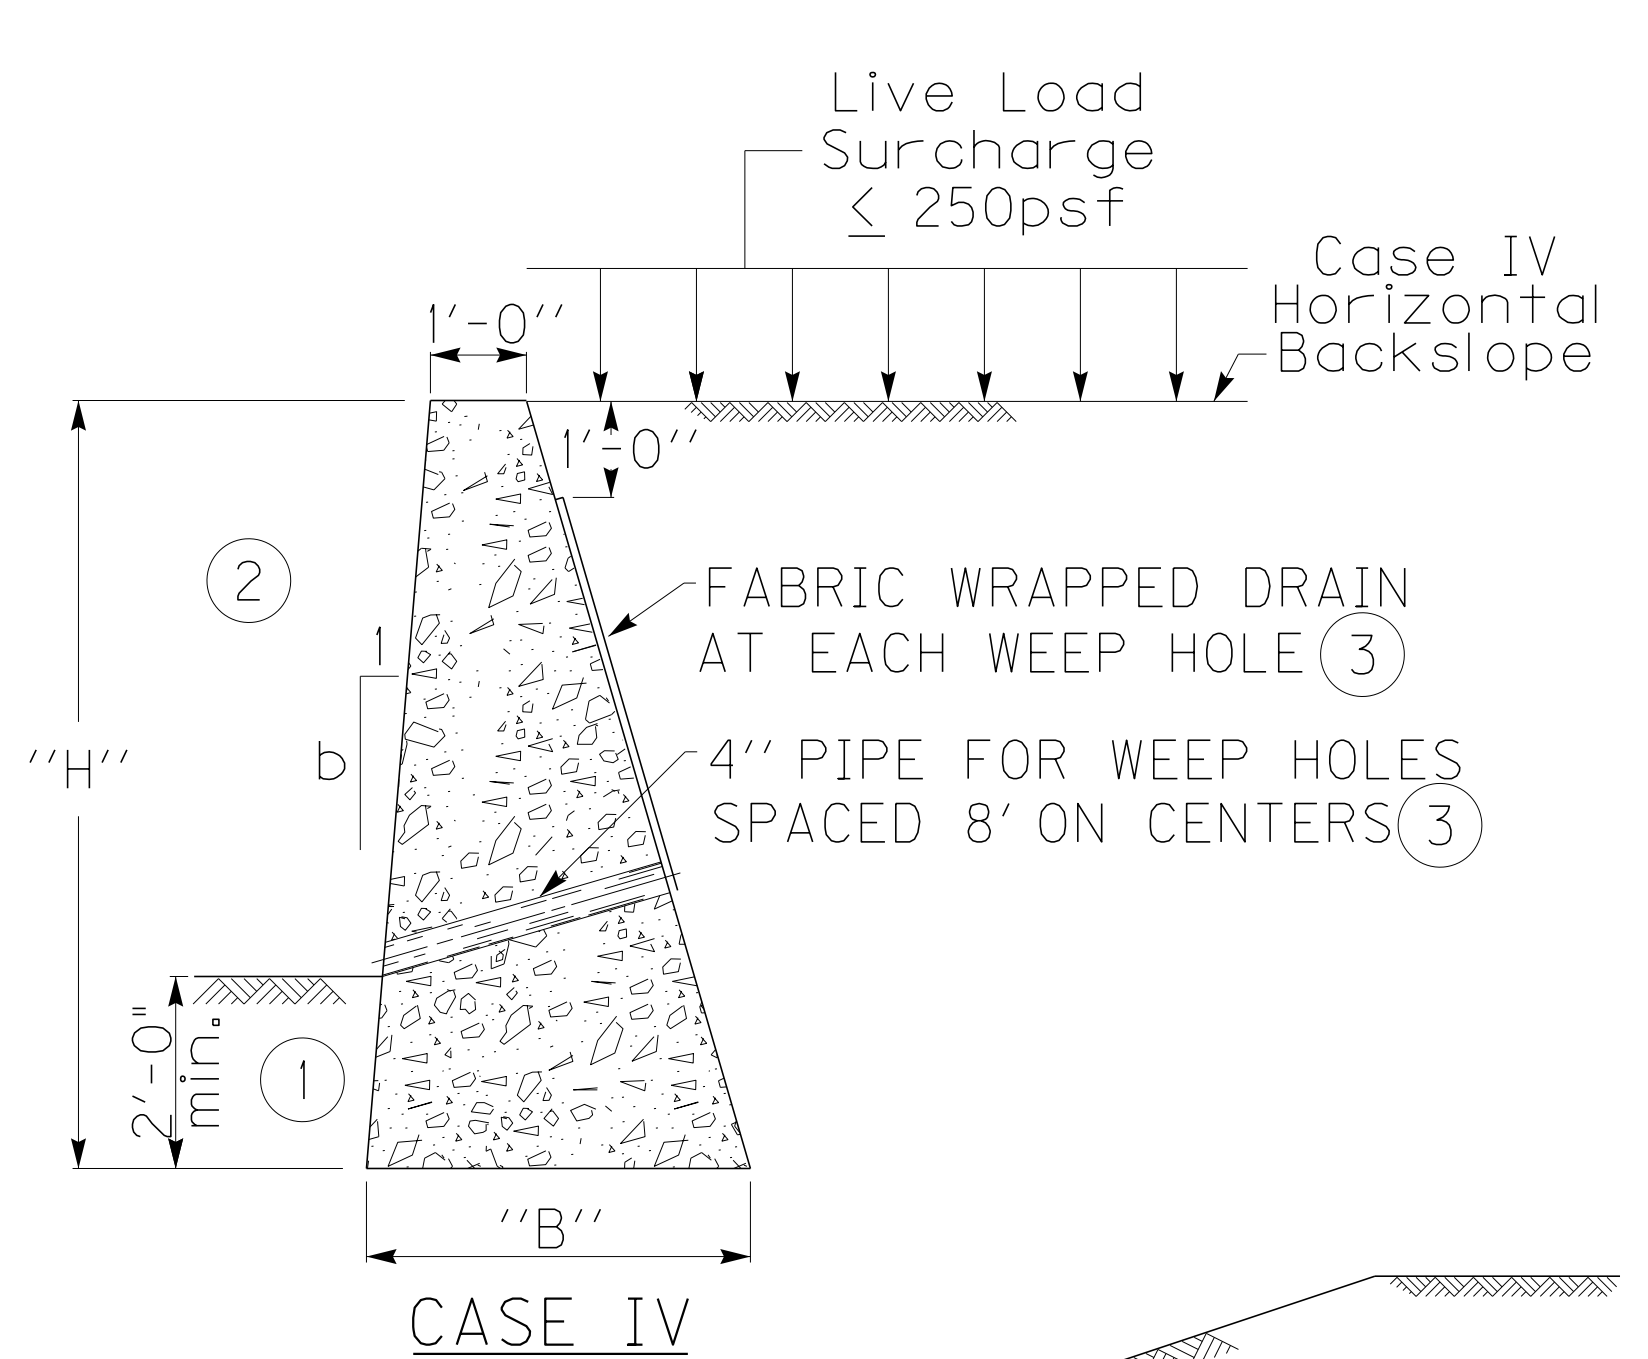 Live Load
Surcharge
≤ 250psf
Case IV
Horizontal
Backslope
1'-0''
1'-0''
2
FABRIC WRAPPED DRAIN
AT EACH WEEP HOLE 3
1
b
''H''
4'' PIPE FOR WEEP HOLES
SPACED 8' ON CENTERS 3
2'-0"
min.
1
''B''
CASE IV